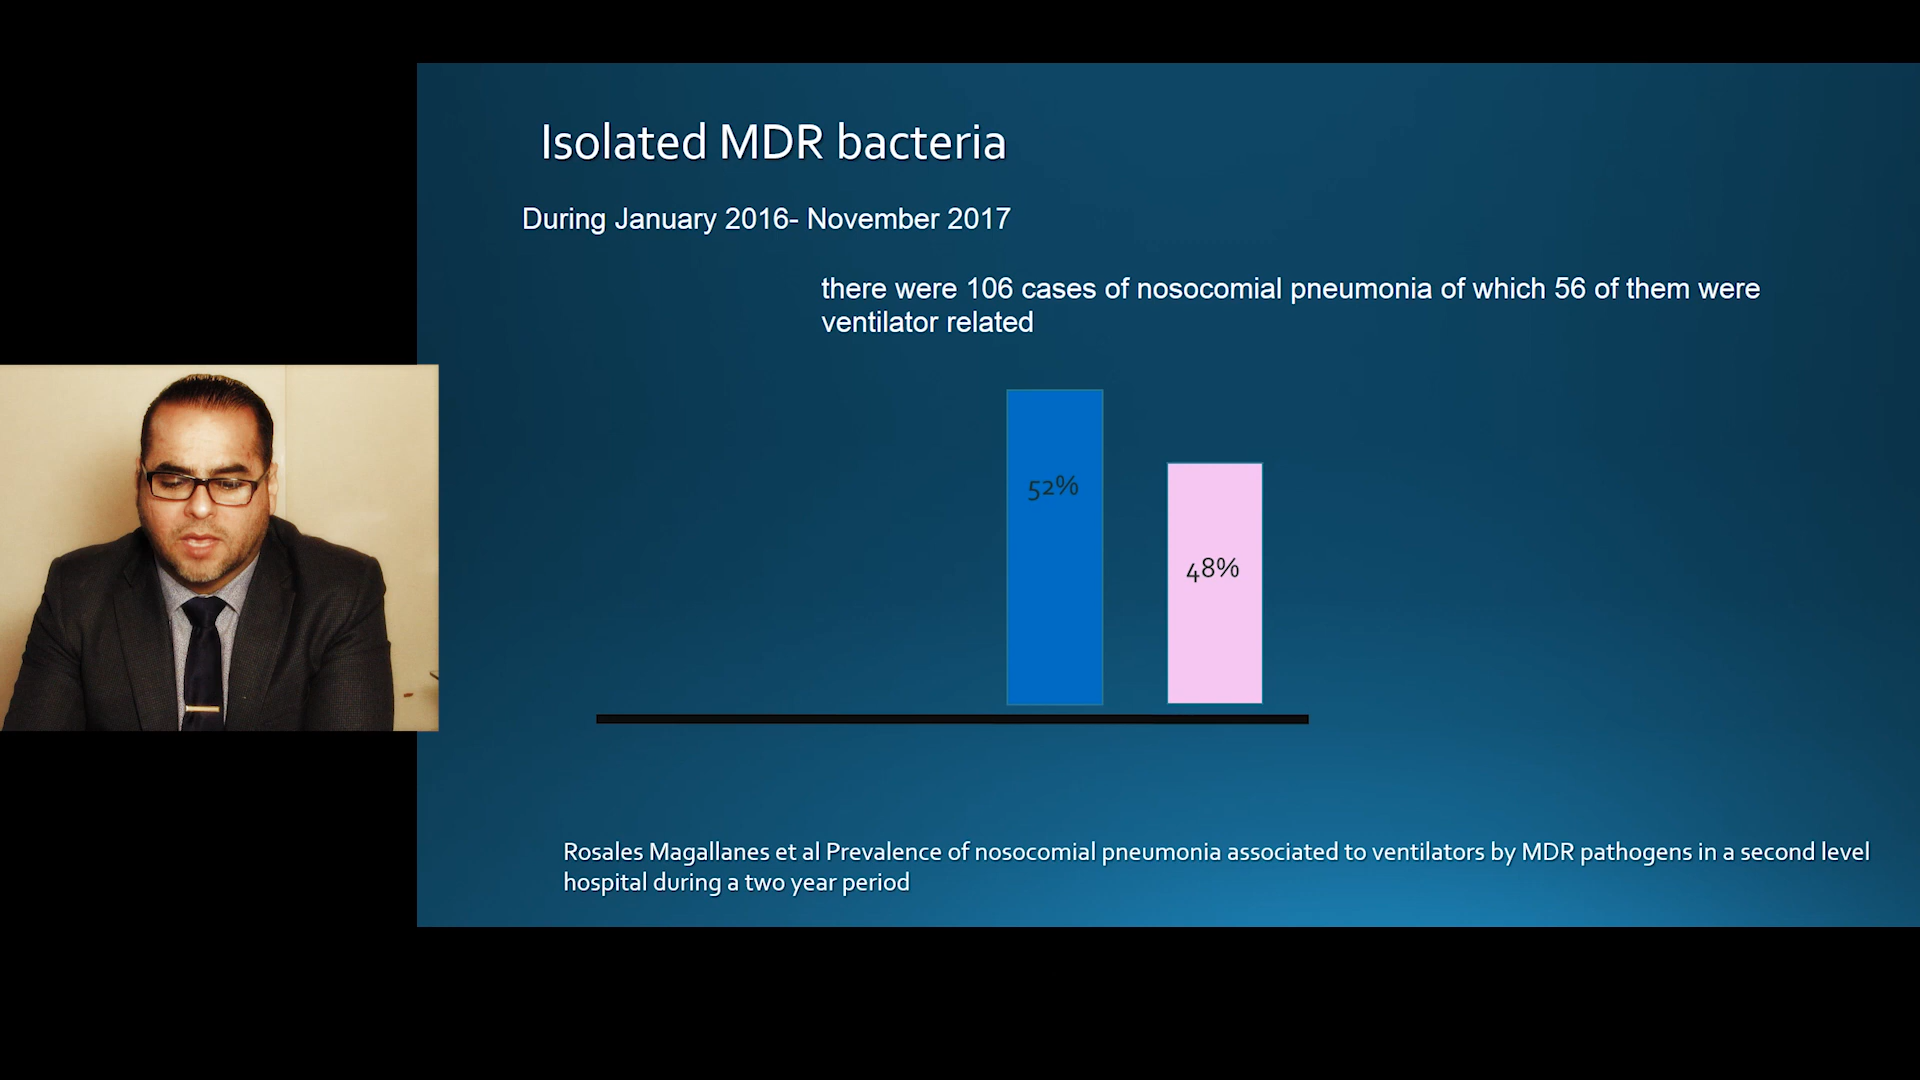 Isolated MDR bacteria
During January 2016- November 2017
there were 106 cases of nosocomial pneumonia of which 56 of them were
ventilator related
52%
48%
Rosales Magallanes et al Prevalence of nosocomial pneumonia associated to ventilators by MDR pathogens in a second level
hospital during a two year period